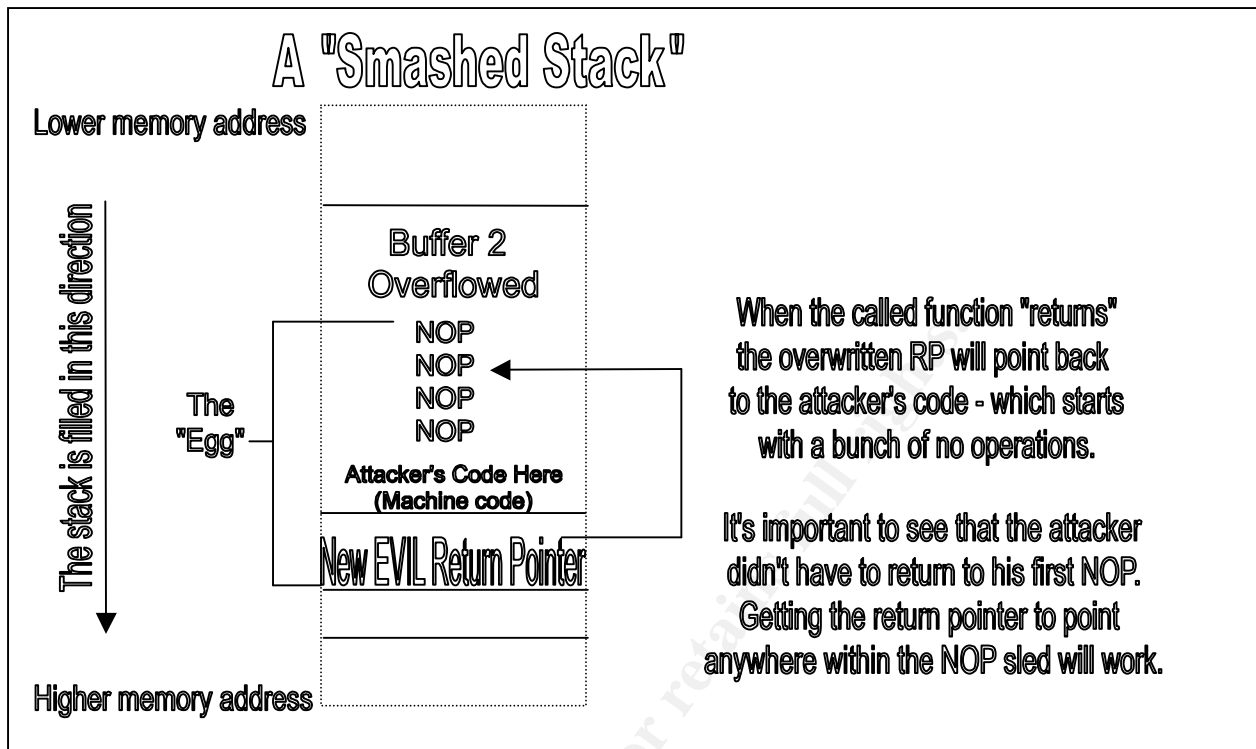 A "Smashed Stack"
Lower memory address
The stack is filled in this direction
Buffer 2
Overflowed
NOP
NOP
NOP
NOP
The
"Egg"
Attacker's Code Here
(Machine code)
New EVIL Return Pointer
Higher memory address
When the called function "returns"
the overwritten RP will point back
to the attacker's code - which starts
with a bunch of no operations.
It's important to see that the attacker
didn't have to return to his first NOP.
Getting the return pointer to point
anywhere within the NOP sled will work.
retain full